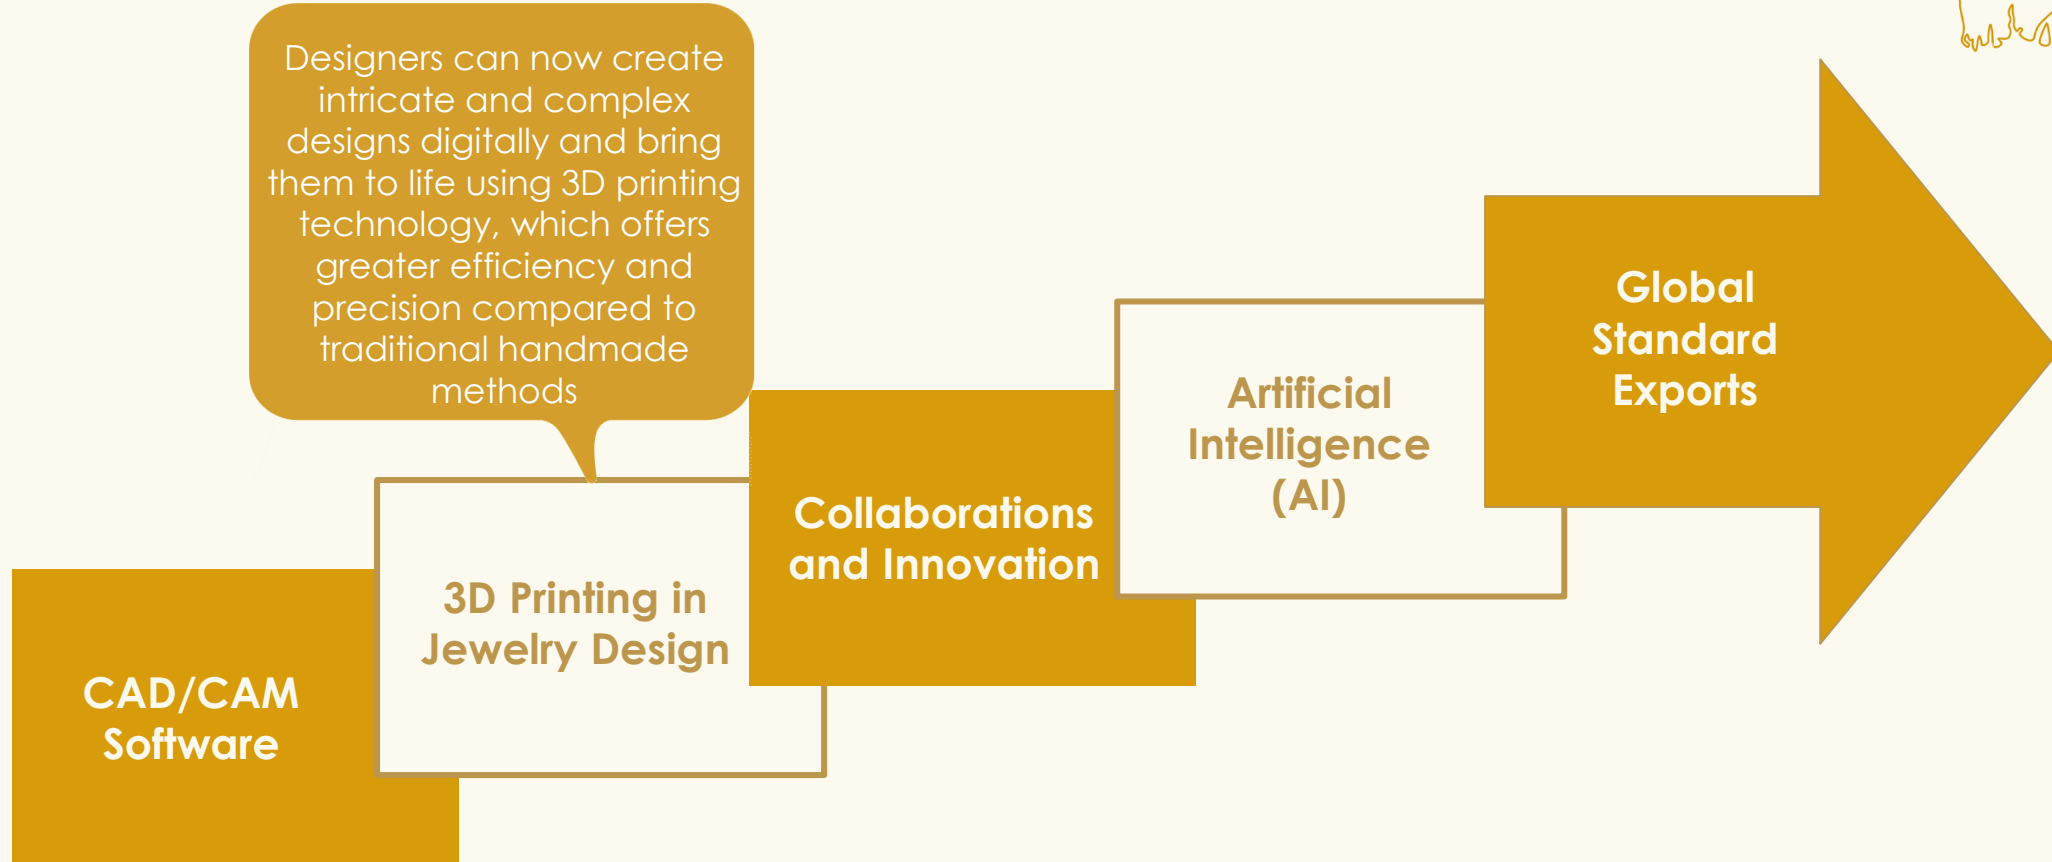 Designers can now create
intricate and complex
designs digitally and bring
them to life using 3D printing
technology, which offers
greater efficiency and
precision compared to
traditional handmade
methods
CAD/CAM
Software
3D Printing in
Jewelry Design
Collaborations
and Innovation
Artificial
Intelligence
(AI)
Global
Standard
Exports